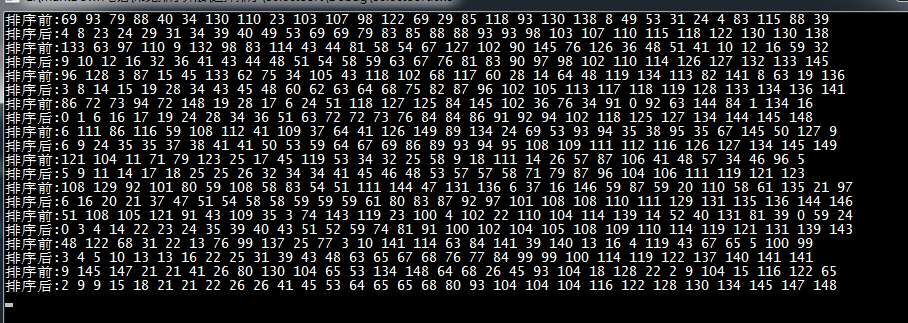 排序前:69 93 79 88 40 34 130 110 23 103 107 98 122 69 29 85 118 93 130 138 8 49 53 31 24 4 83 115 88 39
排序后:4 8 23 24 29 31 34 39 40 49 53 69 69 79 83 85 88 88 93 93 98 103 107 110 115 118 122 130 130 138
排序前:133 63 97 110 9 132 98 83 114 43 44 81 58 54 67 127 102 90 145 76 126 36 48 51 41 10 12 16 59 32
排序后:9 10 12 16 32 36 41 43 44 48 51 54 58 59 63 67 76 81 83 90 97 98 102 110 114 126 127 132 133 145
排序前:96 128 3 87 15 45 133 62 75 34 105 43 118 102 68 117 60 28 14 64 48 119 134 113 82 141 8 63 19 136
排序后:3 8 14 15 19 28 34 43 45 48 60 62 63 64 68 75 82 87 96 102 105 113 117 118 119 128 133 134 136 141
排序前:86 72 73 94 72 148 19 28 17 6 24 51 118 127 125 84 145 102 36 76 34 91 0 92 63 144 84 1 134 16
排序后:0 1 6 16 17 19 24 28 34 36 51 63 72 72 73 76 84 84 86 91 92 94 102 118 125 127 134 144 145 148
排序前:6 111 86 116 59 108 112 41 109 37 64 41 126 149 89 134 24 69 53 93 94 35 38 95 35 67 145 50 127 9
排序后:6 9 24 35 35 37 38 41 41 50 53 59 64 67 69 86 89 93 94 95 108 109 111 112 116 126 127 134 145 149
排序前:121 104 11 71 79 123 25 17 45 119 53 34 32 25 58 9 18 111 14 26 57 87 106 41 48 57 34 46 96 5
排序后:5 9 11 14 17 18 25 25 26 32 34 34 41 45 46 48 53 57 57 58 71 79 87 96 104 106 111 119 121 123
排序前:108 129 92 101 80 59 108 58 83 54 51 111 144 47 131 136 6 37 16 146 59 87 59 20 110 58 61 135 21 97
排序后:6 16 20 21 37 47 51 54 58 58 59 59 59 61 80 83 87 92 97 101 108 108 110 111 129 131 135 136 144 146
排序前:51 108 105 121 91 43 109 35 3 74 143 119 23 100 4 102 22 110 104 114 139 14 52 40 131 81 39 0 59 24
排序后:0 3 4 14 22 23 24 35 39 40 43 51 52 59 74 81 91 100 102 104 105 108 109 110 114 119 121 131 139 143
排序前:48 122 68 31 22 13 76 99 137 25 77 3 10 141 114 63 84 141 39 140 13 16 4 119 43 67 65 5 100 99
排序后:3 4 5 10 13 13 16 22 25 31 39 43 48 63 65 67 68 76 77 84 99 99 100 114 119 122 137 140 141 141
排序前:9 145 147 21 21 41 26 80 130 104 65 53 134 148 64 68 26 45 93 104 18 128 22 2 9 104 15 116 122 65
排序后:2 9 9 15 18 21 21 22 26 26 41 45 53 64 65 65 68 80 93 104 104 104 116 122 128 130 134 145 147 148